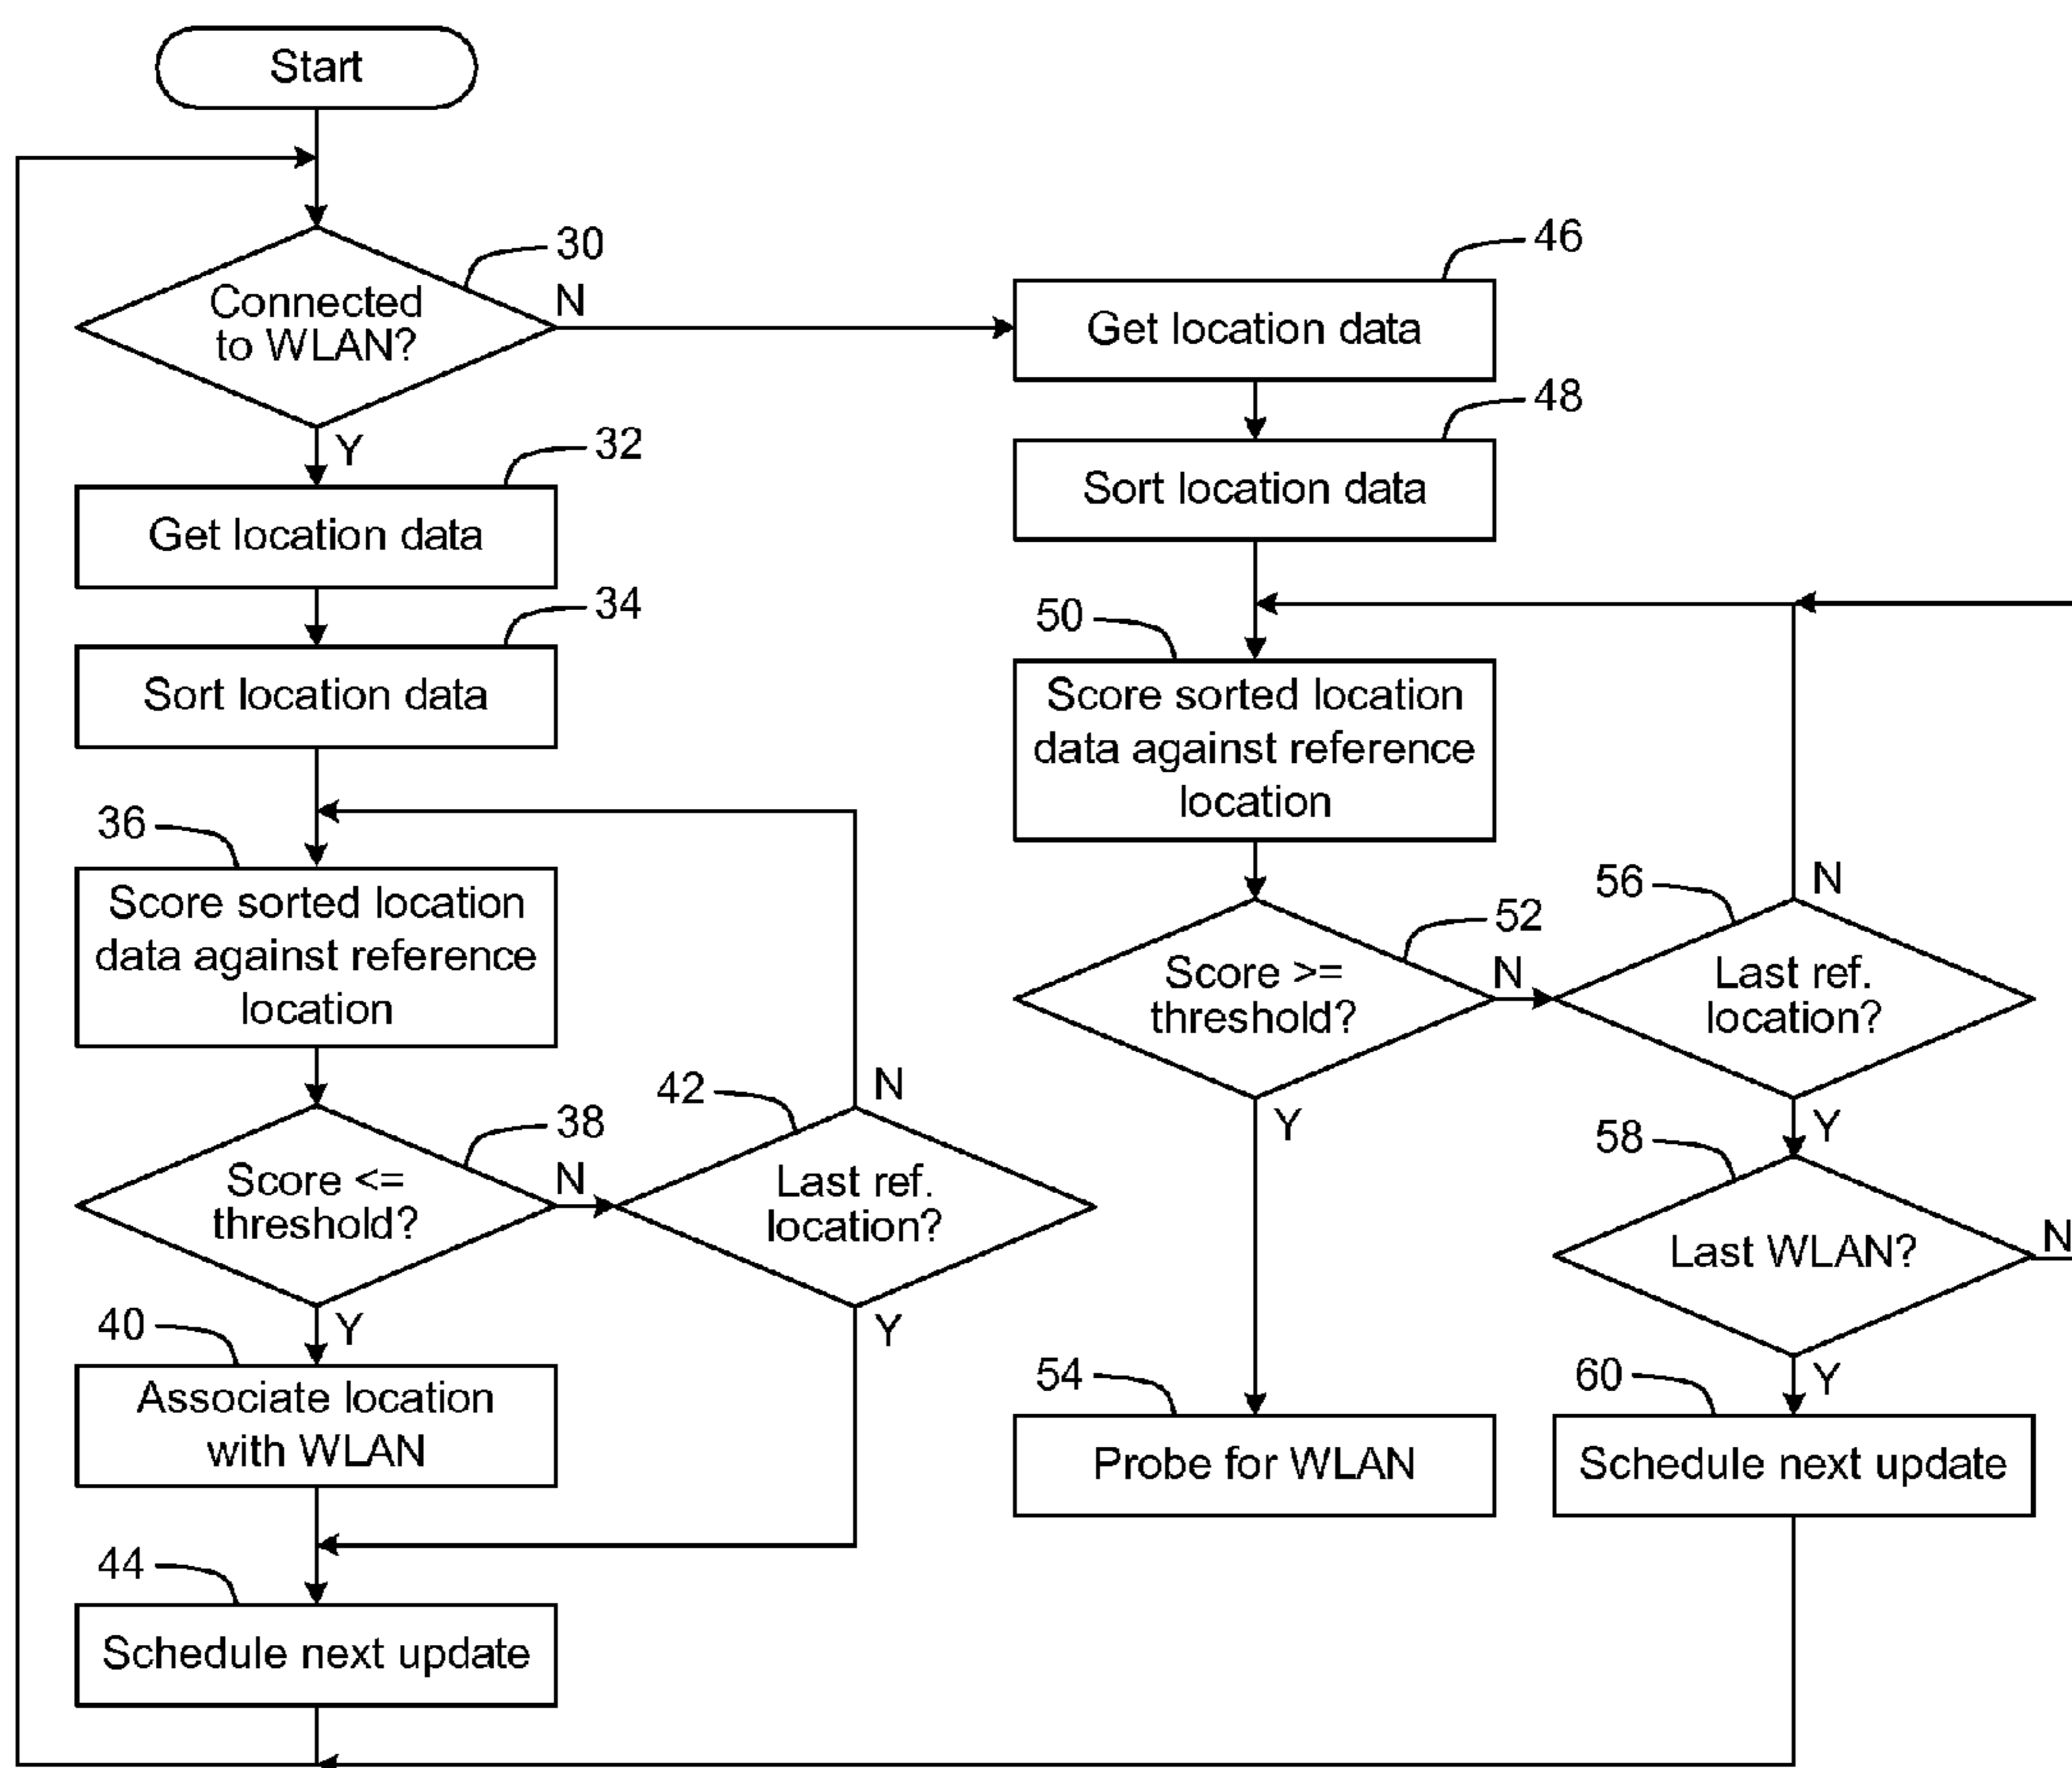 Start
30
Connected
to WLAN?
N
Y
32
Get location data
34
Sort location data
36
Score sorted location
data against reference
location
38
Score <=
threshold?
N
Y
42
Last ref.
location?
N
Y
40
Associate location
with WLAN
44
Schedule next update
46
Get location data
48
Sort location data
50
Score sorted location
data against reference
location
52
Score >=
threshold?
N
Y
54
Probe for WLAN
56
Last ref.
location?
N
Y
58
Last WLAN?
N
Y
60
Schedule next update